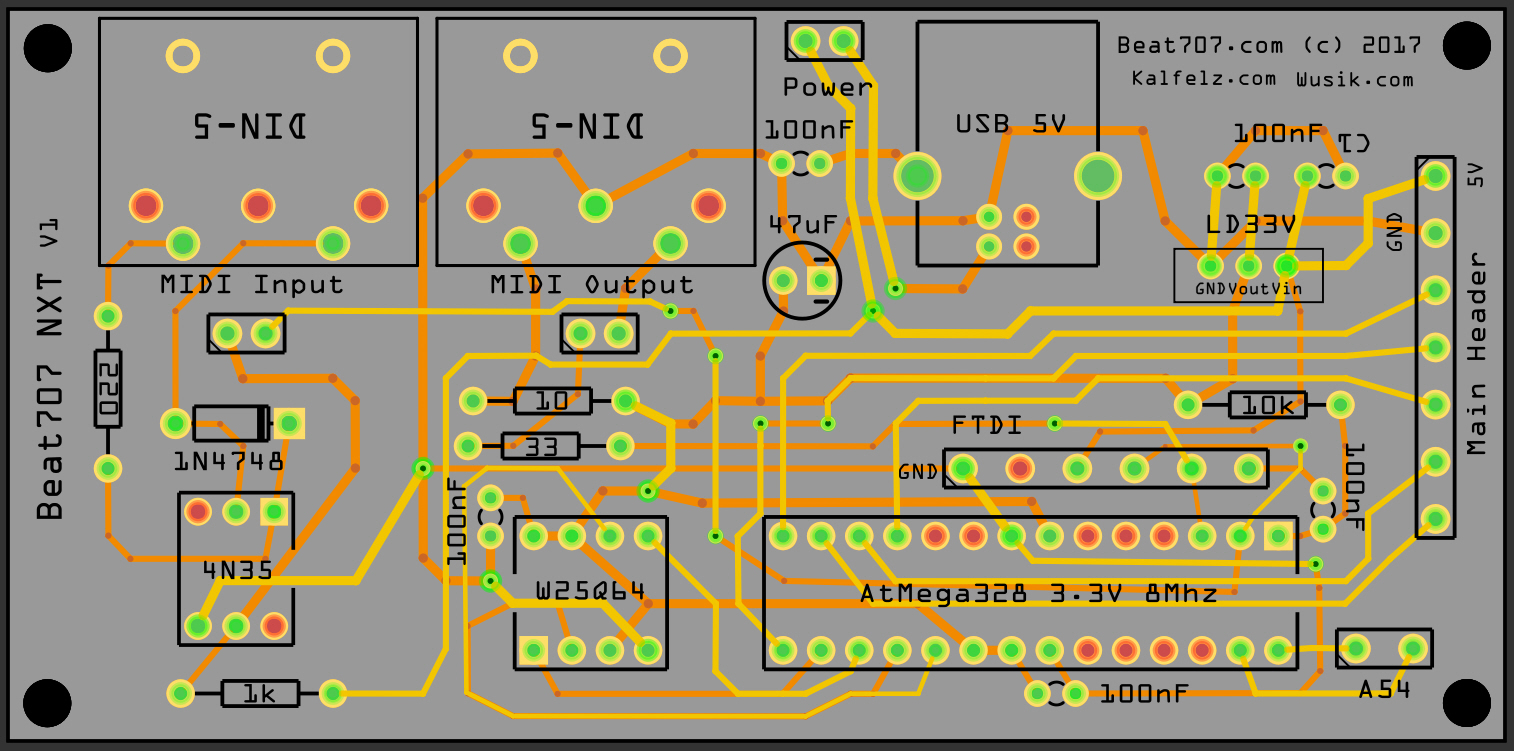 Beat707.com (c) 2017
Kalfelz.com Wusik.com
DIN-5
DIN-5
Power
100nF
USB 5V
100nF
C1
5V
GND
47uF
LD33V
GNDVoutVin
MIDI Input
MIDI Output
Main Header
Beat707 NXT V1
220
1N4748
10
33
10k
FTDI
GND
100nF
100nF
4N35
W25Q64
AtMega328 3.3V 8Mhz
1k
100nF
A54